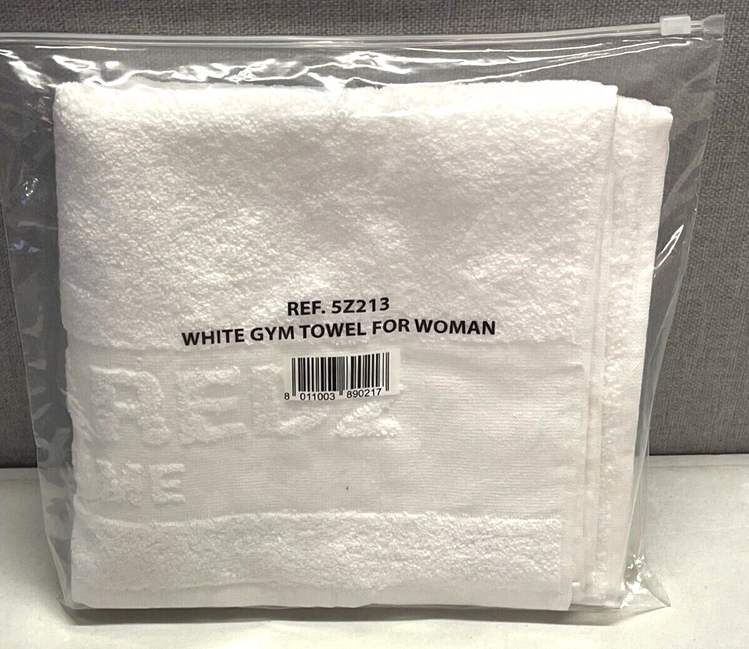 REF. 5Z213
WHITE GYM TOWEL FOR WOMAN
8 011003 890217